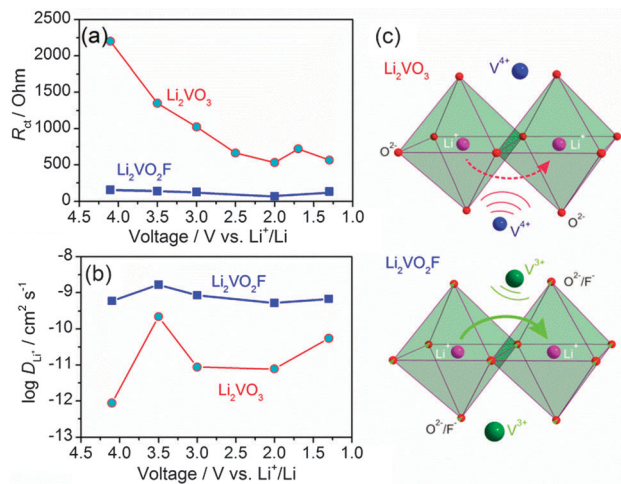 (a)
2500
2000
1500
1000
500
0
R_ct / Ohm
Li₂VO₃
Li₂VO₂F
4.5 4.0 3.5 3.0 2.5 2.0 1.5 1.0
Voltage / V vs. Li⁺/Li
(b)
-8
-9
-10
-11
-12
-13
log D_Li⁺ / cm² s⁻¹
Li₂VO₂F
Li₂VO₃
4.5 4.0 3.5 3.0 2.5 2.0 1.5 1.0
Voltage / V vs. Li⁺/Li
(c)
Li₂VO₃
V⁴⁺
Li⁺ Li⁺
O²⁻
V⁴⁺
O²⁻
Li₂VO₂F
V³⁺
O²⁻/F⁻
Li⁺ Li⁺
O²⁻/F⁻
V³⁺